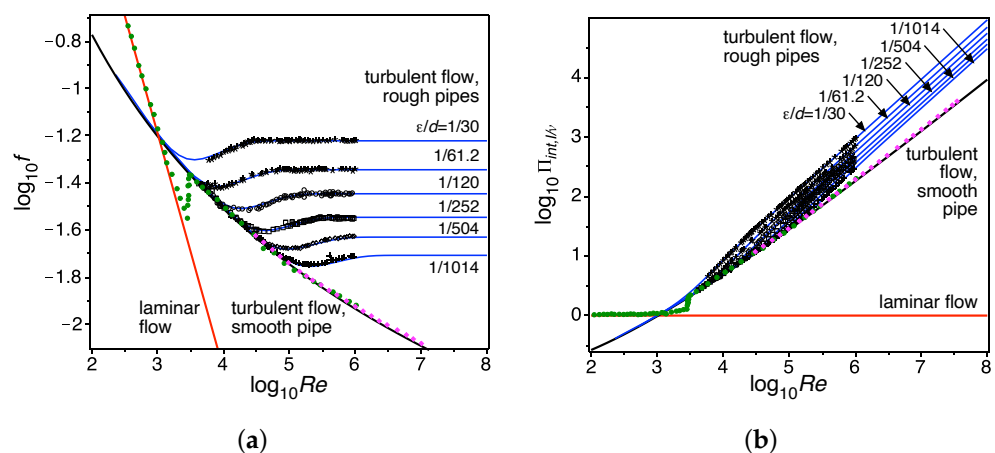 −0.8
−1
−1.2
−1.4
−1.6
−1.8
−2
log10f
turbulent flow,
rough pipes
ε/d=1/30
1/61.2
1/120
1/252
1/504
1/1014
laminar
flow
turbulent flow,
smooth pipe
2 3 4 5 6 7 8
log10Re
(a)
4
3
2
1
0
log10 Πint,I/ν
turbulent flow,
rough pipes
1/1014
1/504
1/252
1/120
1/61.2
ε/d=1/30
turbulent
flow,
smooth
pipe
laminar flow
2 3 4 5 6 7 8
log10Re
(b)